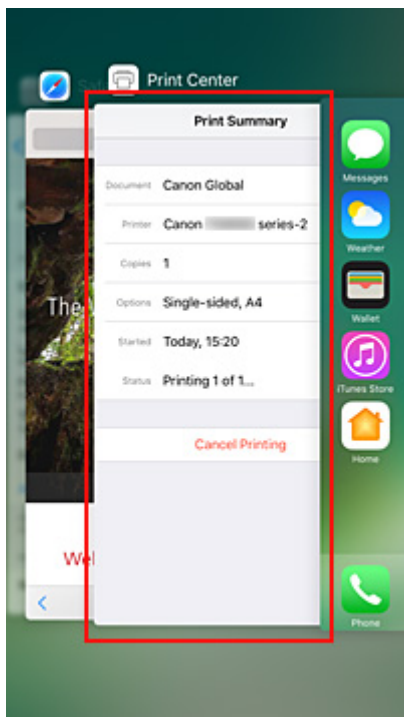 Print Center
Print Summary
Document Canon Global
Printer Canon series-2
Copies 1
Options Single-sided, A4
Started Today, 15:20
Status Printing 1 of 1...
Cancel Printing
The
Wel
Messages
Weather
Wallet
iTunes Store
Home
Phone